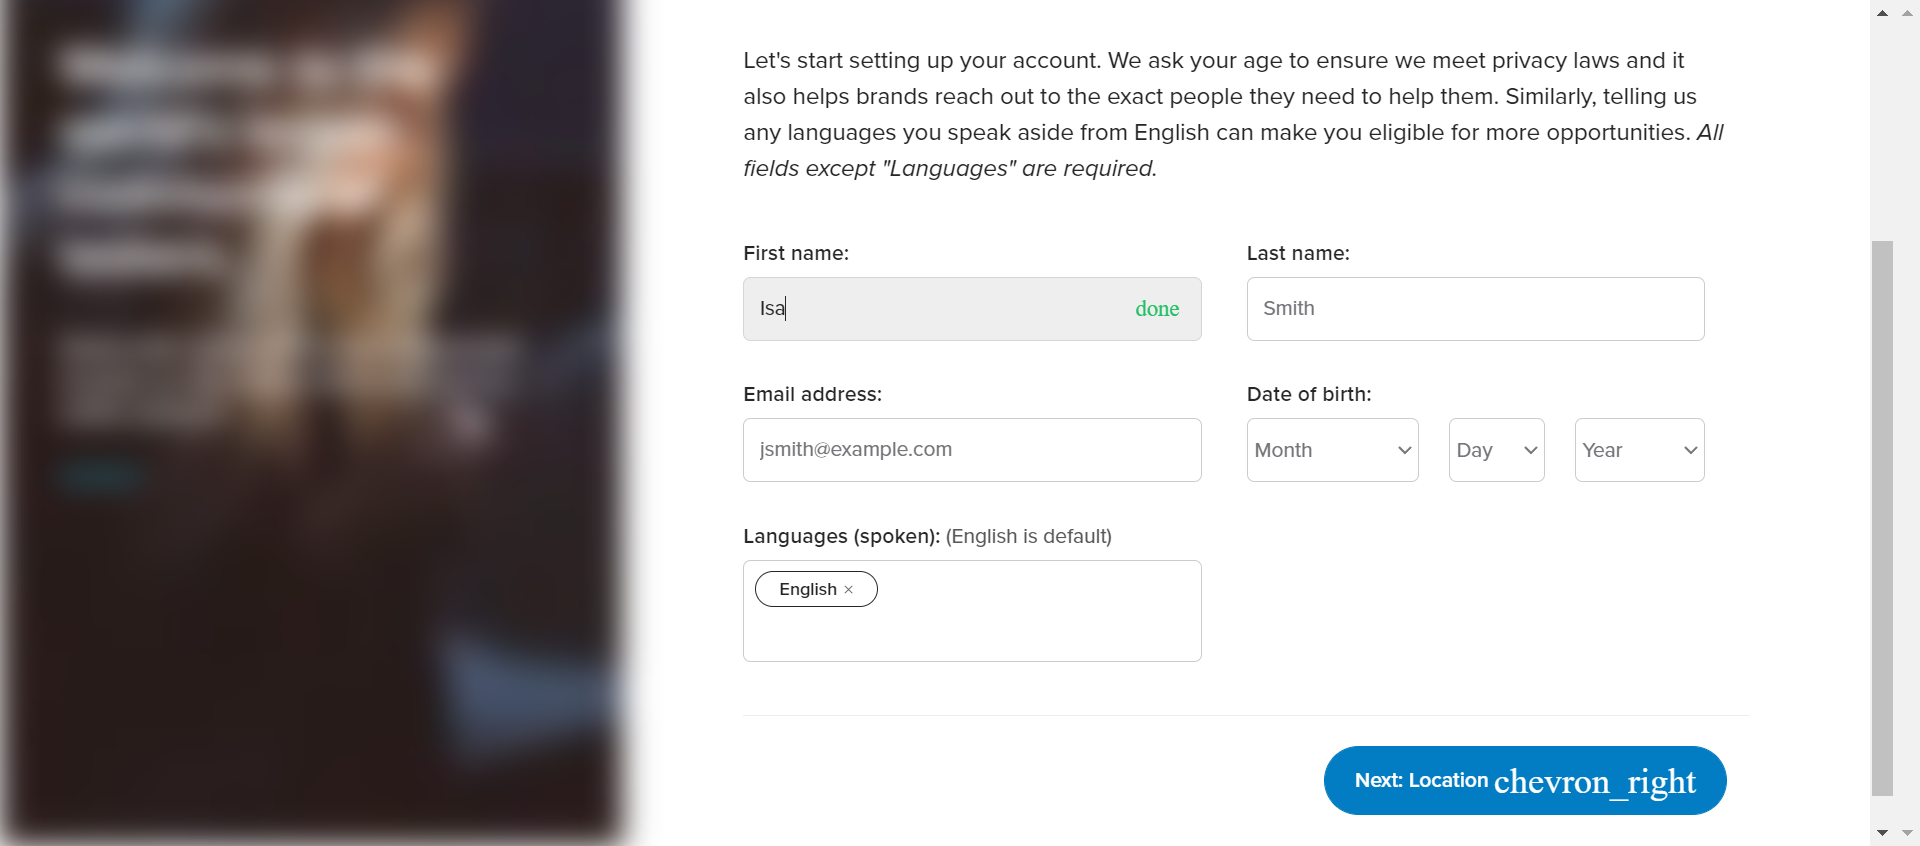 Let's start setting up your account. We ask your age to ensure we meet privacy laws and it
also helps brands reach out to the exact people they need to help them. Similarly, telling us
any languages you speak aside from English can make you eligible for more opportunities. All
fields except "Languages" are required.
First name:
Last name:
Isa
done
Smith
Email address:
Date of birth:
jsmith@example.com
Month
Day
Year
Languages (spoken): (English is default)
English ×
Next: Location chevron_right